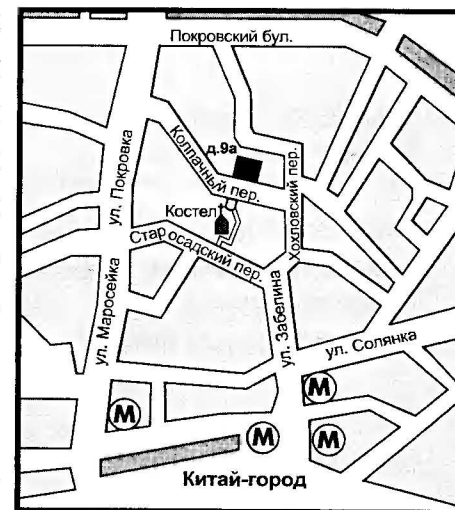 Покровский бул.
д.9а
Колпачный пер.
ул. Покровка
Хохловский пер.
Костел
Старосадский пер.
ул. Маросейка
ул. Забелина
ул. Солянка
М
М
М
М
Китай-город